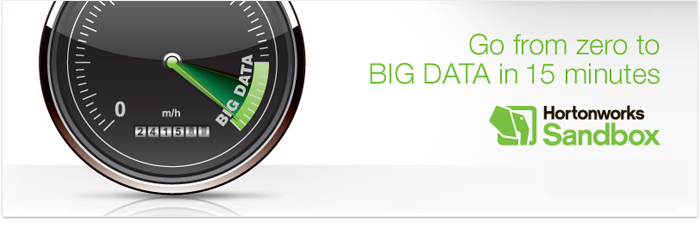 Go from zero to
BIG DATA in 15 minutes
Hortonworks
Sandbox
BIG DATA
0
m/h